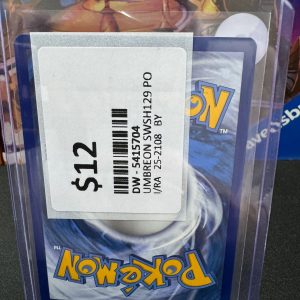 $12
DW - 5415704
UMBREON SWSH129 PO
I/RA 25-2108 BY
POKéMON